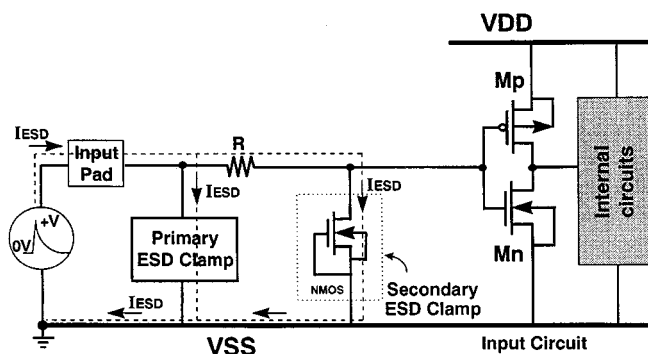 VDD
Mp
IESD
Input
Pad
R
IESD
IESD
Internal
circuits
+V
0V
Primary
ESD Clamp
NMOS
Mn
Secondary
ESD Clamp
IESD
VSS
Input Circuit